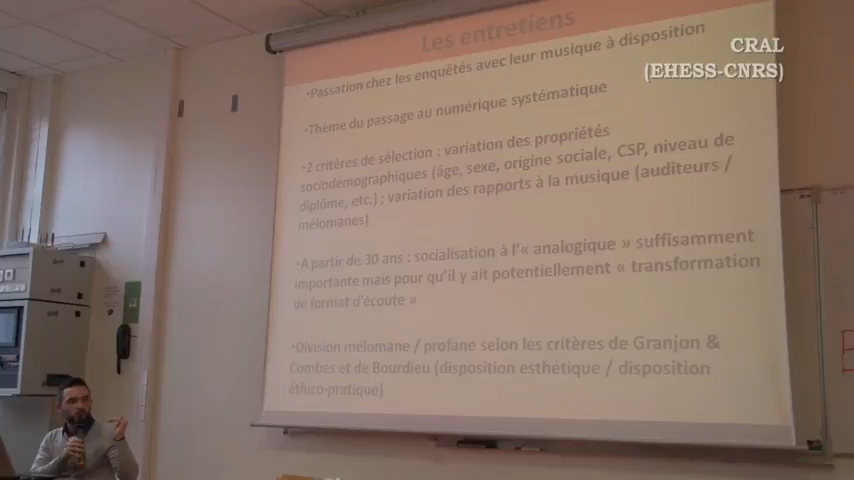 Les entretiens
CRAL
(EHESS-CNRS)
•Passation chez les enquêtés avec leur musique à disposition
•Thème du passage au numérique systématique
•2 critères de sélection : variation des propriétés
sociodémographiques (âge, sexe, origine sociale, CSP, niveau de
diplôme, etc.) ; variation des rapports à la musique (auditeurs /
mélomanes)
•A partir de 30 ans : socialisation à l'« analogique » suffisamment
importante mais pour qu'il y ait potentiellement « transformation
de format d'écoute »
•Division mélomane / profane selon les critères de Granjon &
Combes et de Bourdieu (disposition esthétique / disposition
éthico-pratique)